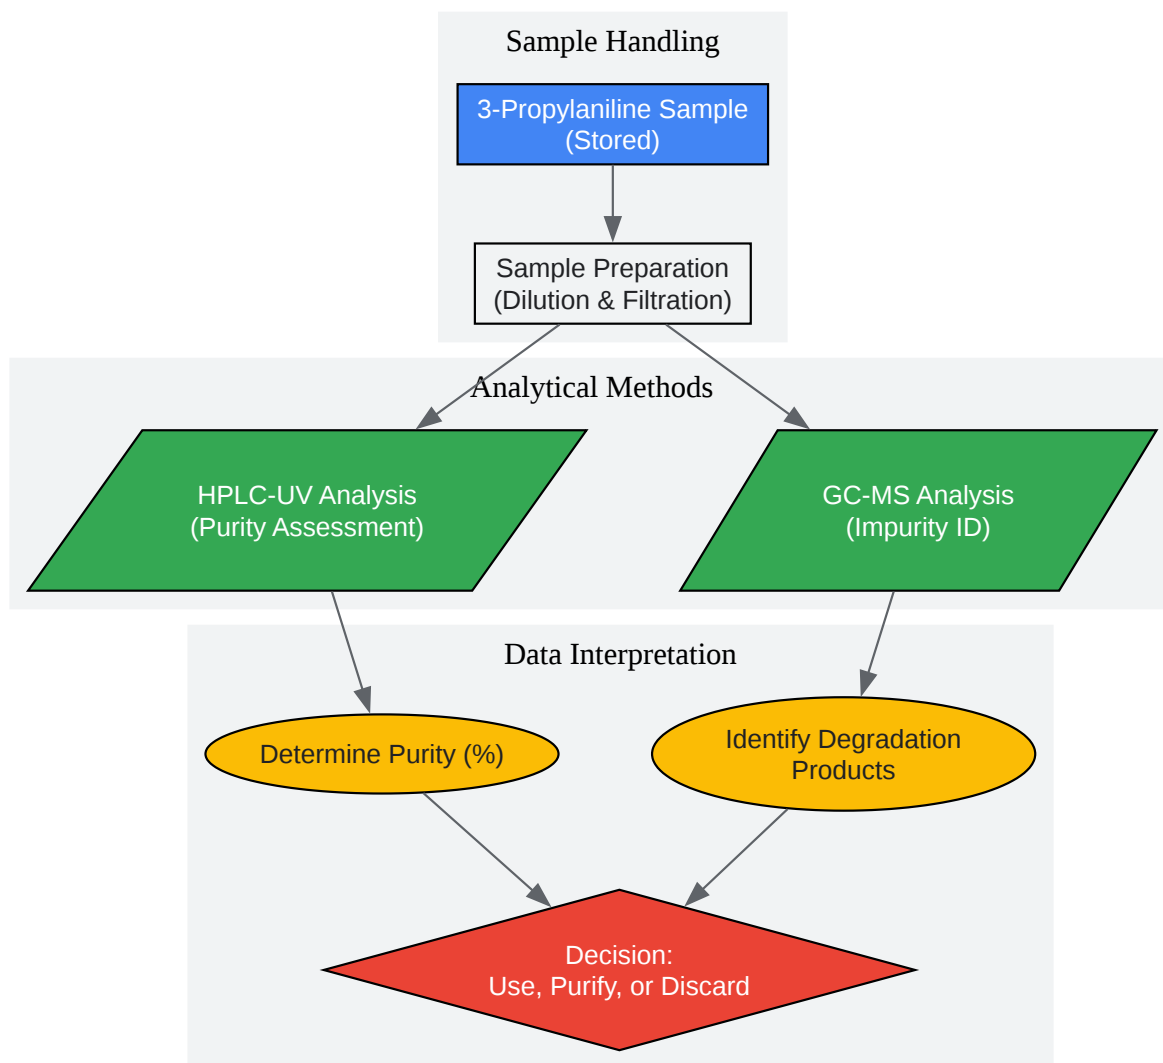 Sample Handling
3-Propylaniline Sample
(Stored)
Sample Preparation
(Dilution & Filtration)
Analytical Methods
HPLC-UV Analysis
(Purity Assessment)
GC-MS Analysis
(Impurity ID)
Data Interpretation
Determine Purity (%)
Identify Degradation
Products
Decision:
Use, Purify, or Discard